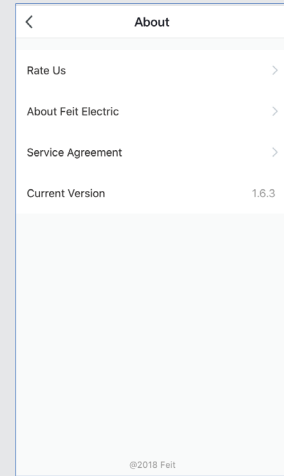 About
Rate Us
About Feit Electric
Service Agreement
Current Version 1.6.3
@2018 Feit